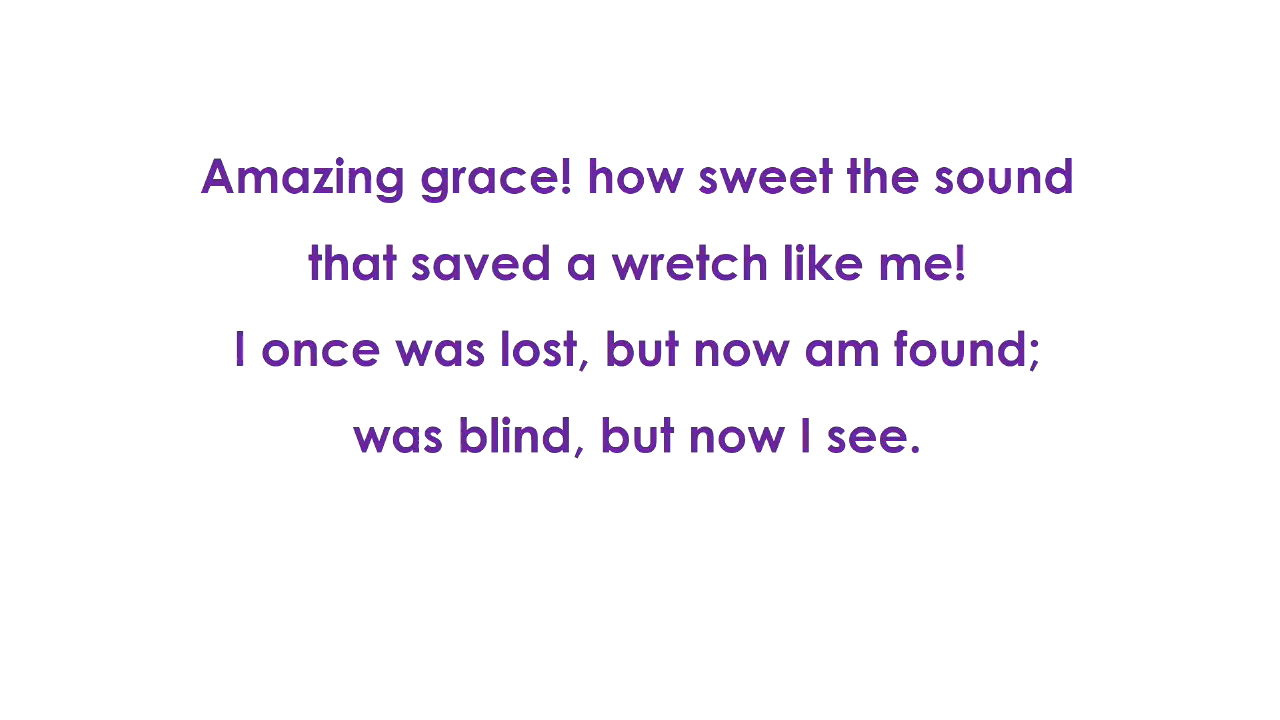 Amazing grace! how sweet the sound
that saved a wretch like me!
I once was lost, but now am found;
was blind, but now I see.